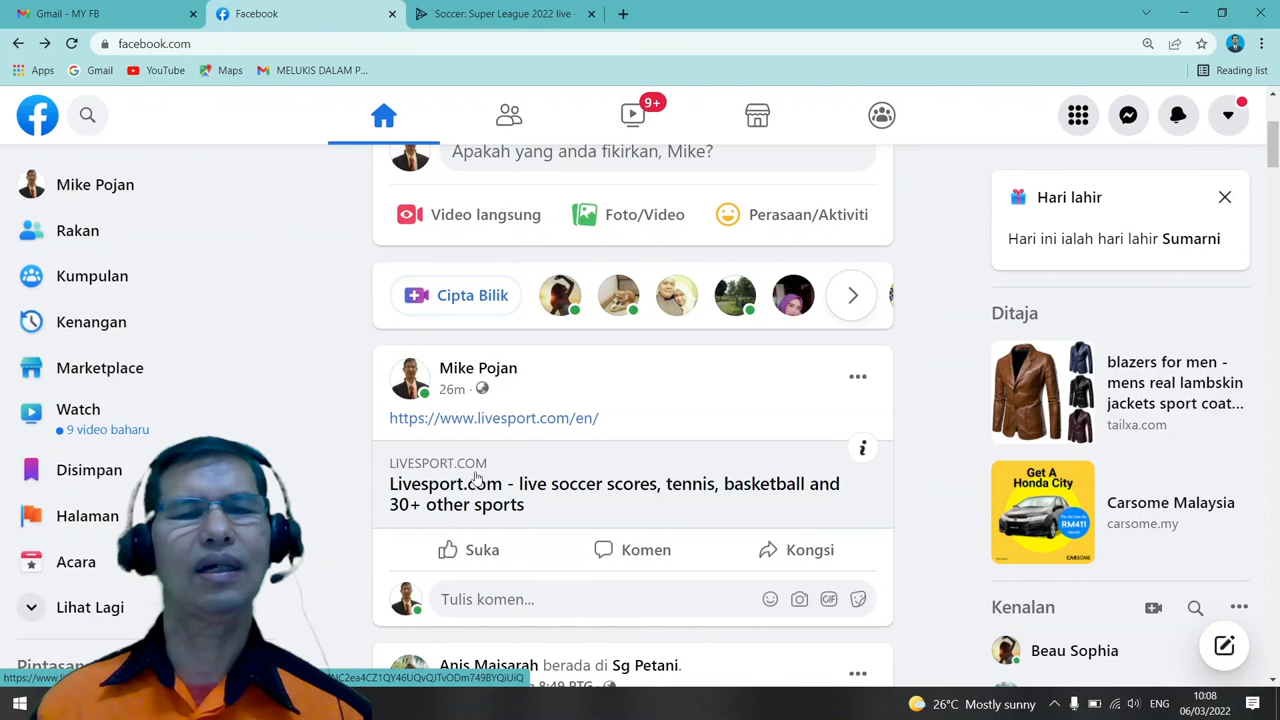 Gmail - MY FB
Facebook
Soccer: Super League 2022 live -
facebook.com
Apps
Gmail
YouTube
Maps
MELUKIS DALAM P...
Reading list
9+
Mike Pojan
Rakan
Kumpulan
Kenangan
Marketplace
Watch
9 video baharu
Disimpan
Halaman
Acara
Lihat Lagi
Pintasan
Apakah yang anda fikirkan, Mike?
Video langsung
Foto/Video
Perasaan/Aktiviti
Cipta Bilik
Mike Pojan
26m ·
https://www.livesport.com/en/
LIVESPORT.COM
Livesport.com - live soccer scores, tennis, basketball and
30+ other sports
Suka
Komen
Kongsi
Tulis komen...
GIF
Anis Maisarah berada di Sg Petani.
Hari lahir
Hari ini ialah hari lahir Sumarni
Ditaja
blazers for men -
mens real lambskin
jackets sport coat...
tailxa.com
GET A
Honda City
RM411
CARSOME
Carsome Malaysia
carsome.my
Kenalan
Beau Sophia
26°C Mostly sunny
ENG
10:08
06/03/2022